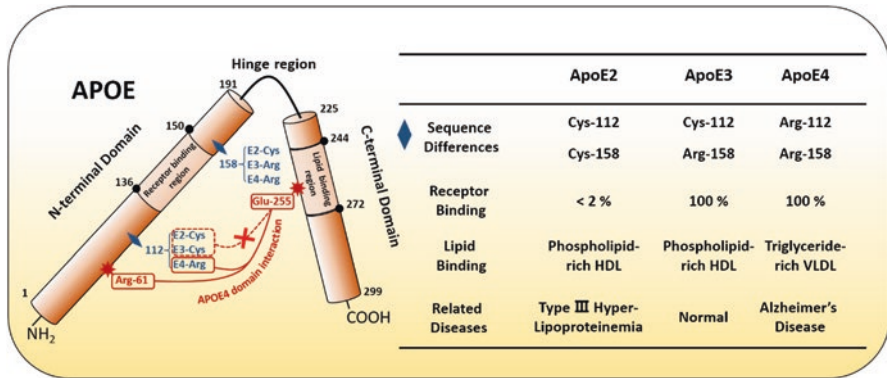 APOE
Hinge region
N-terminal Domain
C-terminal Domain
1
136
150
191
225
244
272
299
NH2
COOH
Receptor binding
region
Lipid binding
region
158
E2-Cys
E3-Arg
E4-Arg
Glu-255
112
E2-Cys
E3-Cys
E4-Arg
Arg-61
APOE4 domain interaction
ApoE2 ApoE3 ApoE4
Sequence
Differences
Cys-112 Cys-112 Arg-112
Cys-158 Arg-158 Arg-158
Receptor
Binding
< 2 % 100 % 100 %
Lipid
Binding
Phospholipid- Phospholipid- Triglyceride-
rich HDL rich HDL rich VLDL
Related
Diseases
Type Ⅲ Hyper-
Lipoproteinemia
Normal
Alzheimer's
Disease